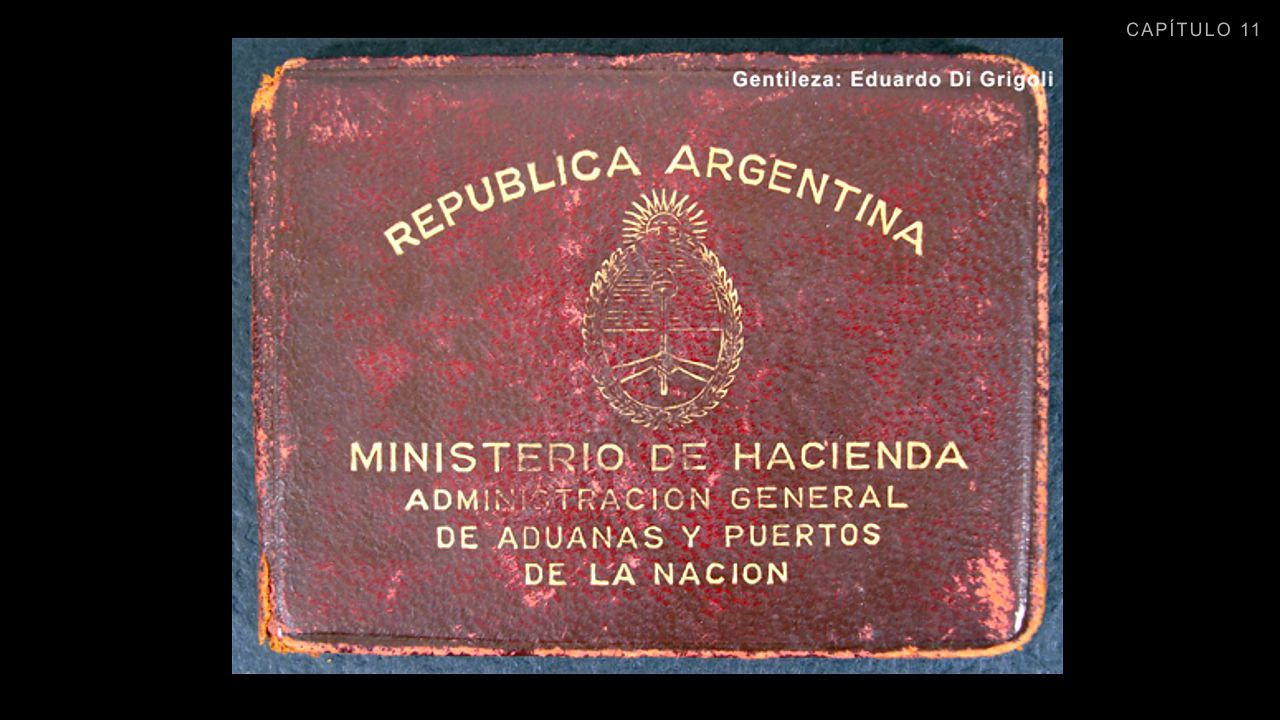 CAPÍTULO 11
Gentileza: Eduardo Di Grigoli
REPUBLICA ARGENTINA
MINISTERIO DE HACIENDA
ADMINISTRACION GENERAL
DE ADUANAS Y PUERTOS
DE LA NACION